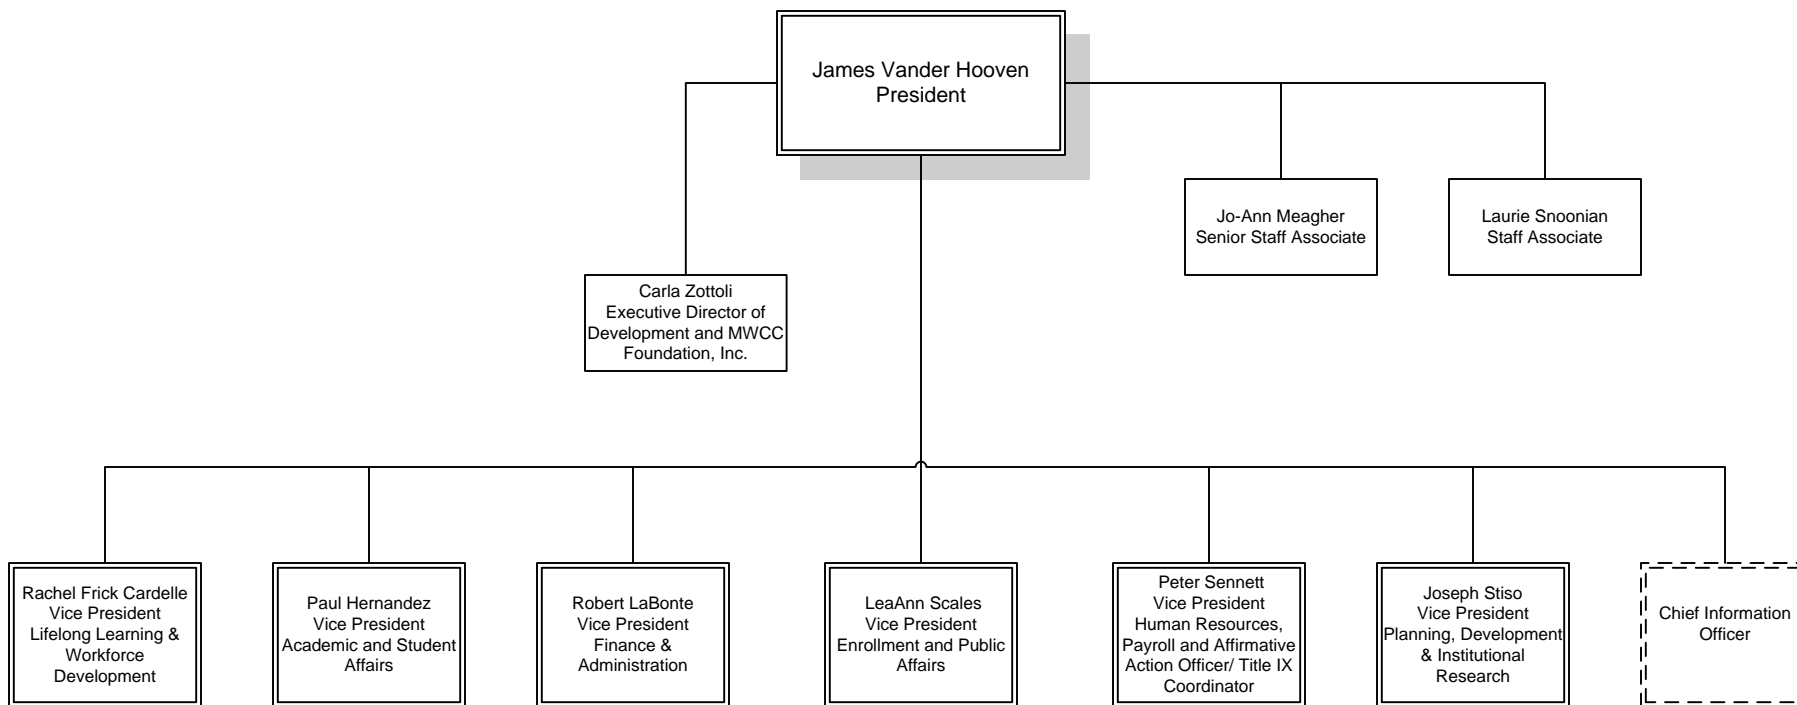 James Vander Hooven
President
Jo-Ann Meagher
Senior Staff Associate
Laurie Snoonian
Staff Associate
Carla Zottoli
Executive Director of
Development and MWCC
Foundation, Inc.
Rachel Frick Cardelle
Vice President
Lifelong Learning &
Workforce
Development
Paul Hernandez
Vice President
Academic and Student
Affairs
Robert LaBonte
Vice President
Finance &
Administration
LeaAnn Scales
Vice President
Enrollment and Public
Affairs
Peter Sennett
Vice President
Human Resources,
Payroll and Affirmative
Action Officer/ Title IX
Coordinator
Joseph Stiso
Vice President
Planning, Development
& Institutional
Research
Chief Information
Officer